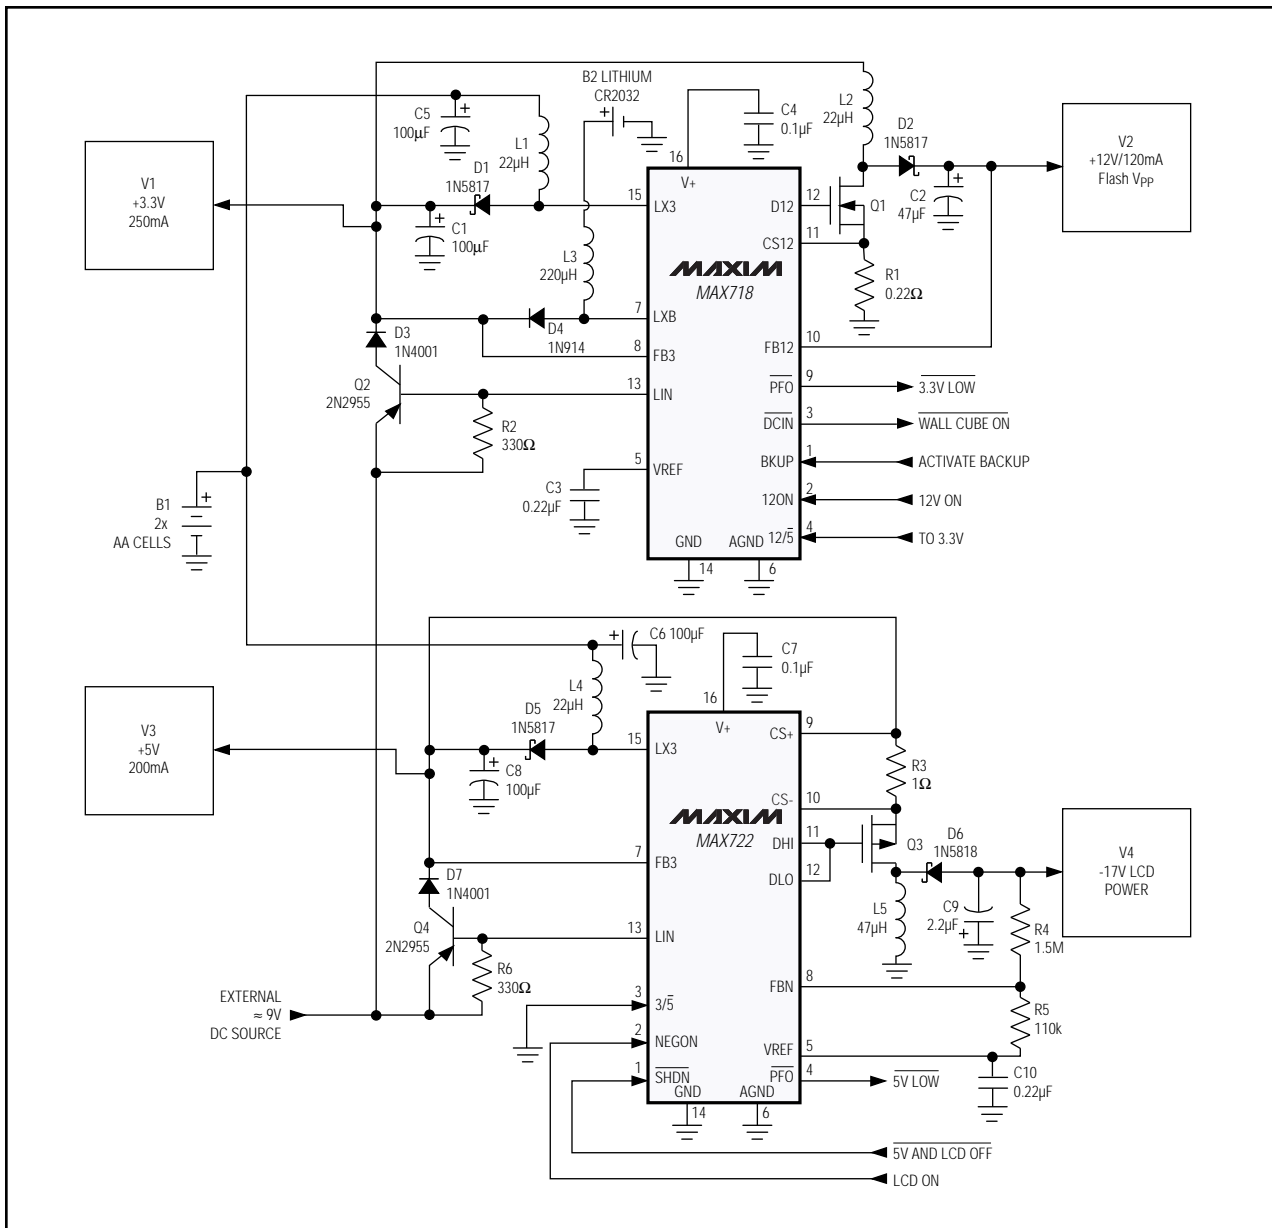 B2 LITHIUM
CR2032
C5
+
100µF
L1
22µH
D1
1N5817
+
C1
+
100µF
L3
220µH
C4
0.1µF
16
V+
L2
22µH
D2
1N5817
+
C2
47µF
V1
+3.3V
250mA
V2
+12V/120mA
Flash VPP
15
LX3
12
D12
Q1
11
CS12
MAXIM
MAX718
R1
0.22Ω
7
LXB
D4
1N914
8
FB3
10
FB12
D3
1N4001
Q2
2N2955
13
LIN
R2
330Ω
9
PFO
3.3V LOW
3
DCIN
WALL CUBE ON
5
VREF
C3
0.22µF
1
BKUP
ACTIVATE BACKUP
2
12ON
12V ON
4
12/5
TO 3.3V
GND
AGND
14
6
B1
+
2x
AA CELLS
+
C6 100µF
L4
22µH
C7
0.1µF
16
V+
D5
1N5817
15
LX3
+
C8
100µF
9
CS+
R3
1Ω
V3
+5V
200mA
10
CS-
MAXIM
MAX722
11
DHI
12
DLO
Q3
D6
1N5818
V4
-17V LCD
POWER
7
FB3
D7
1N4001
Q4
2N2955
13
LIN
R6
330Ω
L5
47µH
C9
2.2µF
+
R4
1.5M
8
FBN
R5
110k
EXTERNAL
≈ 9V
DC SOURCE
3
3/5
2
NEGON
1
SHDN
5
VREF
4
PFO
5V LOW
C10
0.22µF
GND
AGND
14
6
5V AND LCD OFF
LCD ON